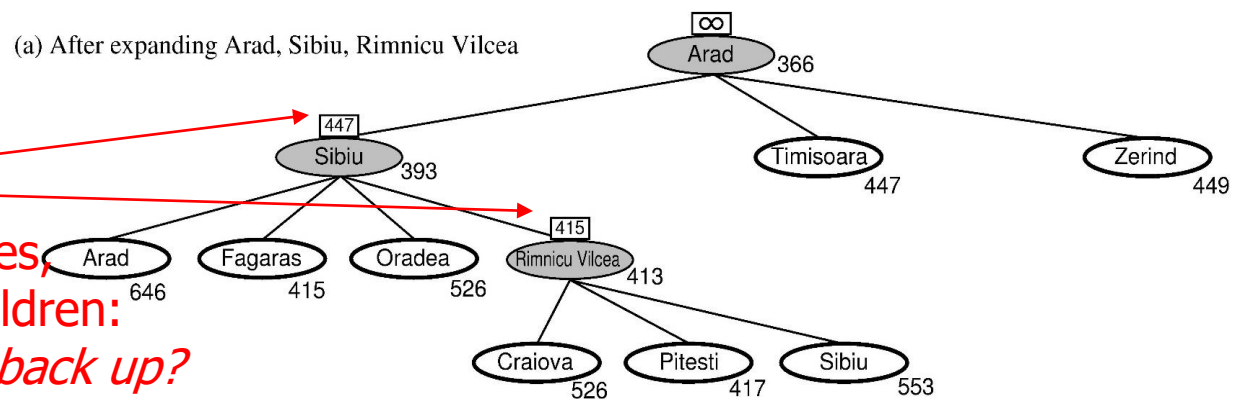 ∞
(a) After expanding Arad, Sibiu, Rimnicu Vilcea
Arad
366
447
Sibiu
393
Timisoara
447
Zerind
449
415
Arad
646
Fagaras
415
Oradea
526
Rimnicu Vilcea
413
Craiova
526
Pitesti
417
Sibiu
553
es,
ldren:
back up?